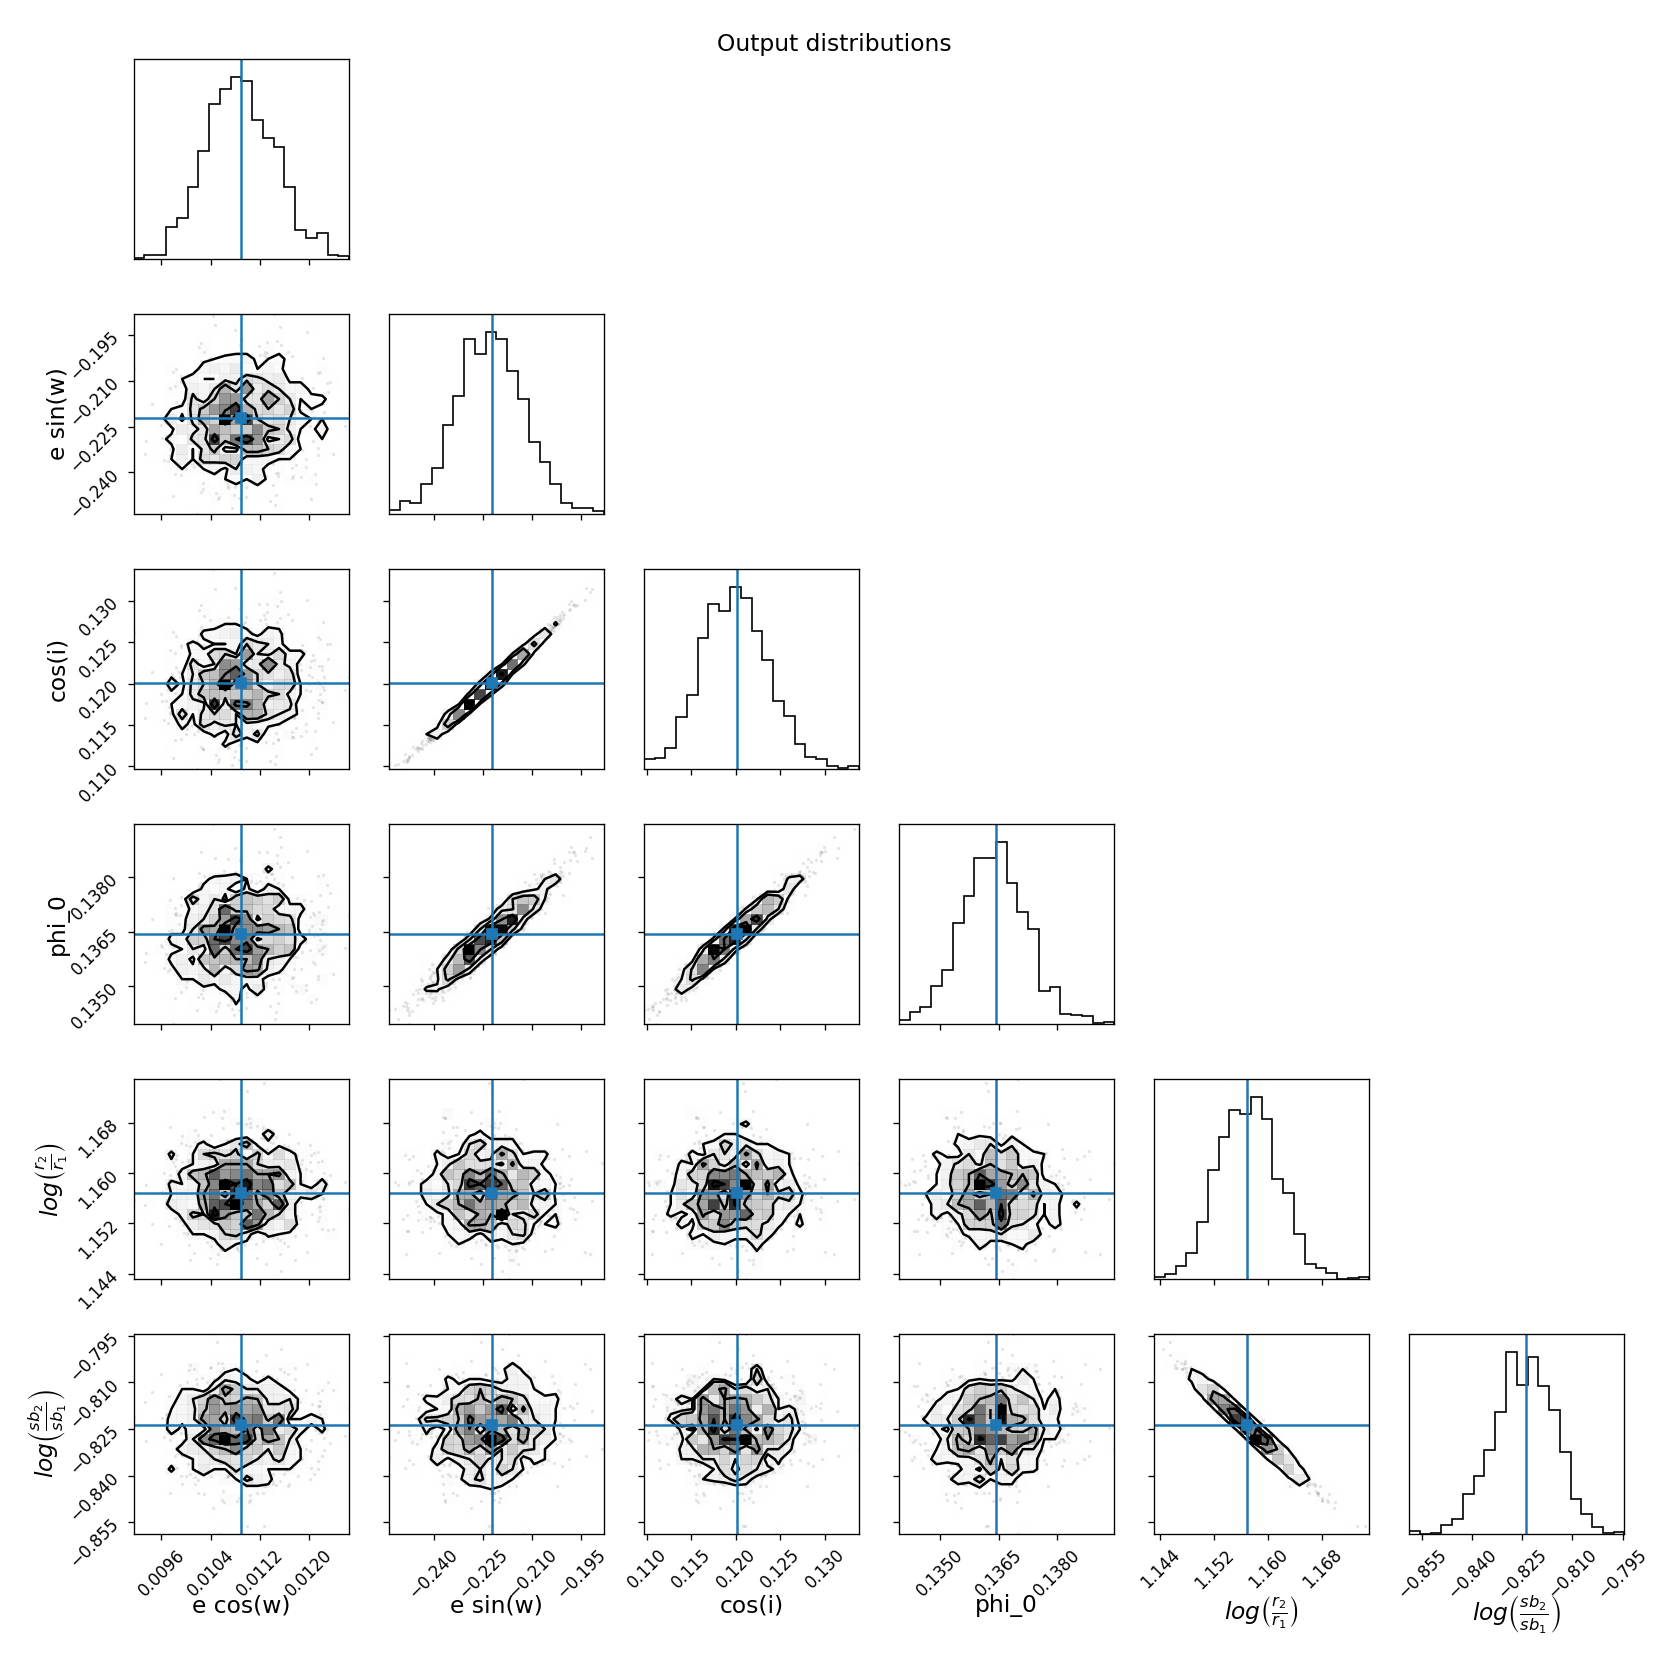 Output distributions
e sin(w)
−0.195
−0.210
−0.225
−0.240
cos(i)
0.130
0.125
0.120
0.115
0.110
phi_0
0.1380
0.1365
0.1350
log(r₂/r₁)
1.168
1.160
1.152
1.144
log(sb₂/sb₁)
−0.795
−0.810
−0.825
−0.840
−0.855
0.0096 0.0104 0.0112 0.0120
−0.240 −0.225 −0.210 −0.195
0.110 0.115 0.120 0.125 0.130
0.1350 0.1365 0.1380
1.144 1.152 1.160 1.168
−0.855 −0.840 −0.825 −0.810 −0.795
e cos(w) e sin(w) cos(i) phi_0 log(r₂/r₁) log(sb₂/sb₁)